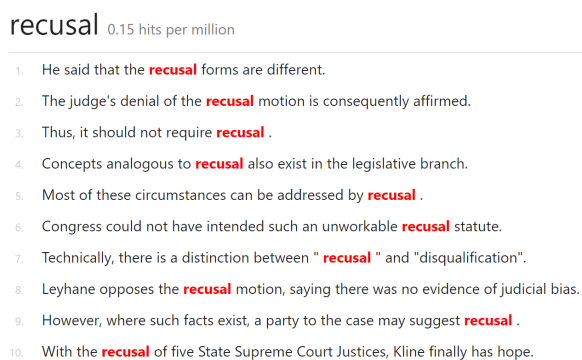 recusal 0.15 hits per million
1. He said that the recusal forms are different.
2. The judge's denial of the recusal motion is consequently affirmed.
3. Thus, it should not require recusal .
4. Concepts analogous to recusal also exist in the legislative branch.
5. Most of these circumstances can be addressed by recusal .
6. Congress could not have intended such an unworkable recusal statute.
7. Technically, there is a distinction between " recusal " and "disqualification".
8. Leyhane opposes the recusal motion, saying there was no evidence of judicial bias.
9. However, where such facts exist, a party to the case may suggest recusal .
10. With the recusal of five State Supreme Court Justices, Kline finally has hope.